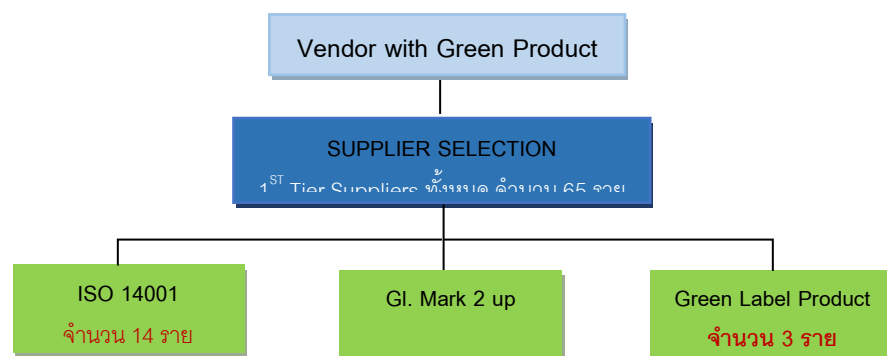 Vendor with Green Product
SUPPLIER SELECTION
1ST Tier Suppliers ทั้งหมด จำนวน 65 ราย
ISO 14001
จำนวน 14 ราย
GI. Mark 2 up
Green Label Product
จำนวน 3 ราย